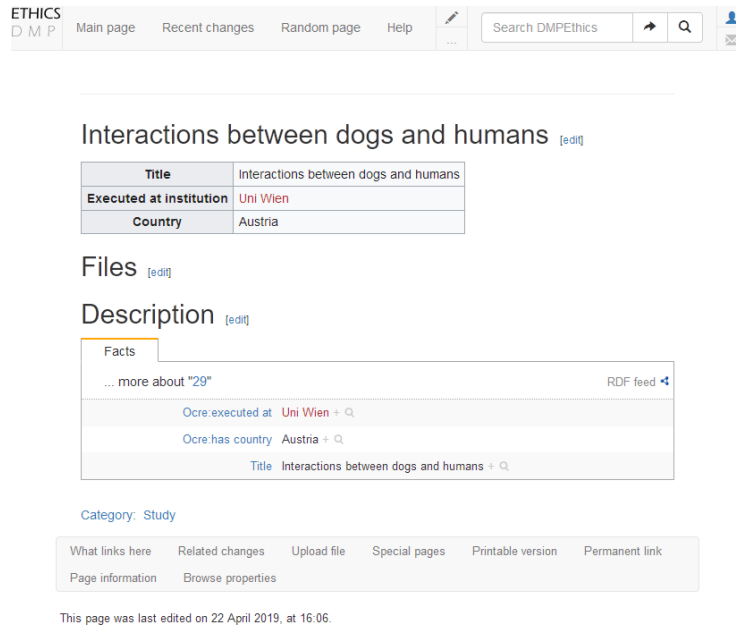 ETHICS
DMP
Main page Recent changes Random page Help ... Search DMPEthics
Interactions between dogs and humans [edit]
Title Interactions between dogs and humans
Executed at institution Uni Wien
Country Austria
Files [edit]
Description [edit]
Facts
... more about "29" RDF feed
Ocre:executed at Uni Wien +
Ocre:has country Austria +
Title Interactions between dogs and humans +
Category: Study
What links here Related changes Upload file Special pages Printable version Permanent link
Page information Browse properties
This page was last edited on 22 April 2019, at 16:06.